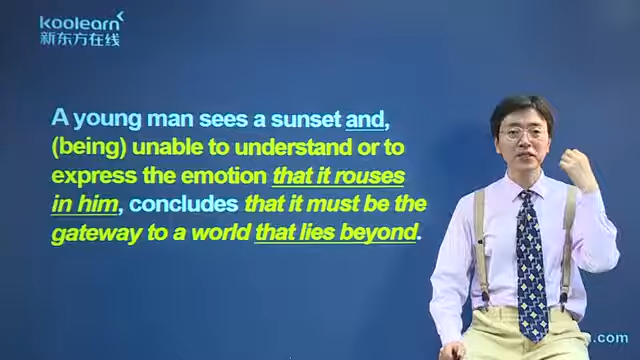 koolearn
新东方在线
A young man sees a sunset and,
(being) unable to understand or to
express the emotion that it rouses
in him, concludes that it must be the
gateway to a world that lies beyond.
.com